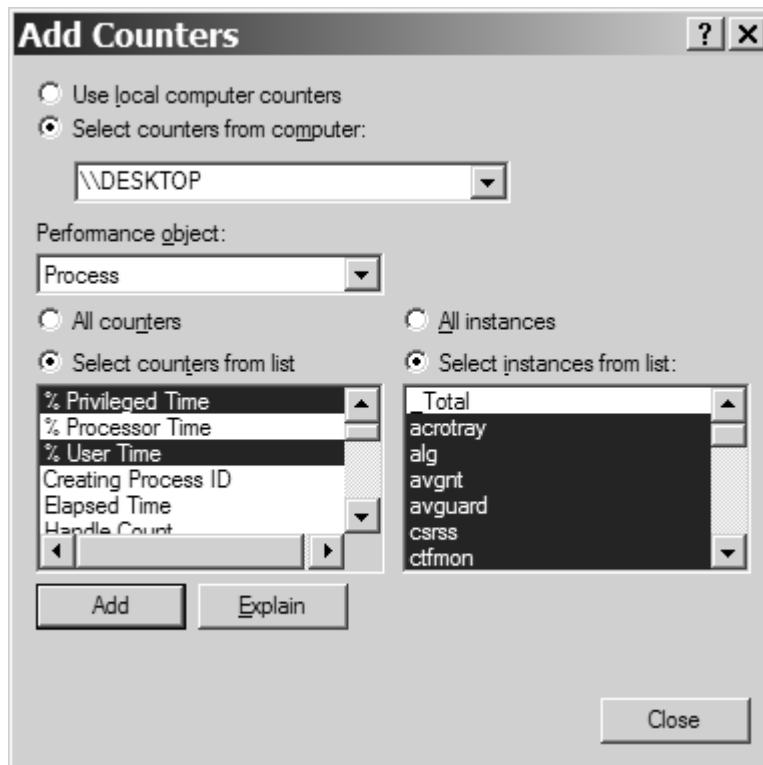 Add Counters
Use local computer counters
Select counters from computer:
\\DESKTOP
Performance object:
Process
All counters
All instances
Select counters from list
Select instances from list:
% Privileged Time
% Processor Time
% User Time
Creating Process ID
Elapsed Time
Handle Count
_Total
acrotray
alg
avgnt
avguard
csrss
ctfmon
Add
Explain
Close